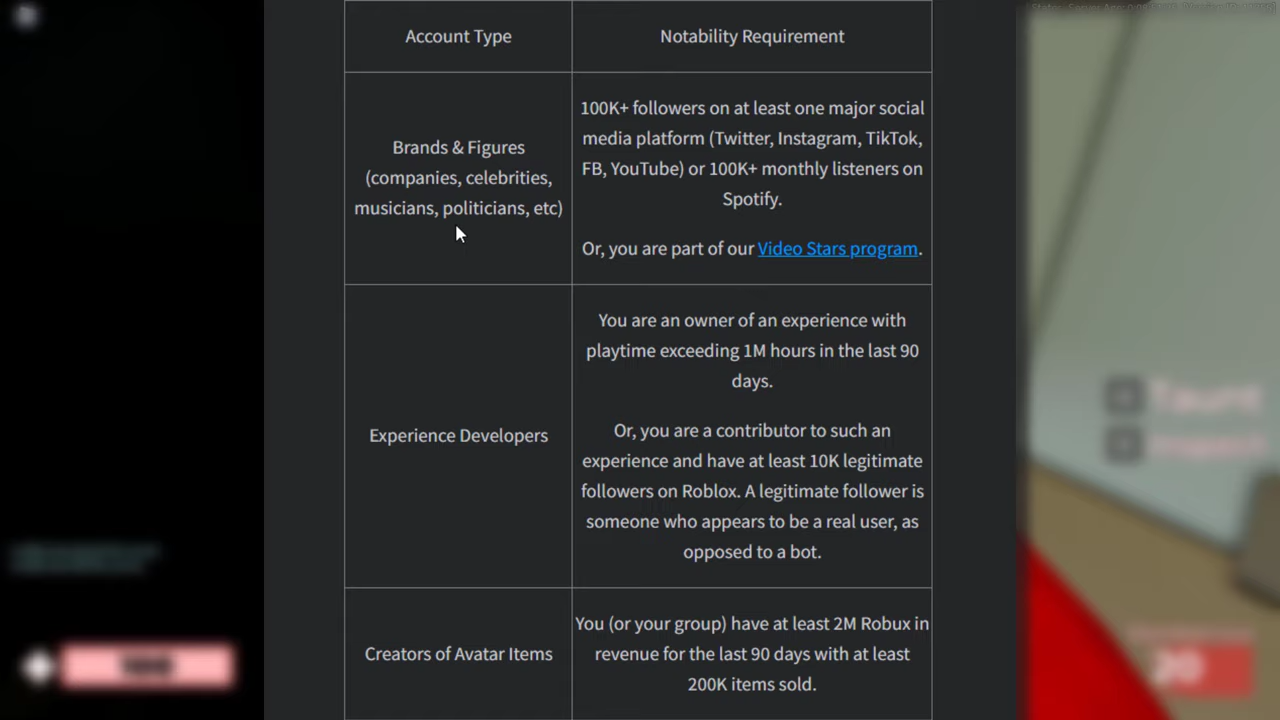 Account Type
Notability Requirement
Brands & Figures
(companies, celebrities,
musicians, politicians, etc)
100K+ followers on at least one major social
media platform (Twitter, Instagram, TikTok,
FB, YouTube) or 100K+ monthly listeners on
Spotify.
Or, you are part of our Video Stars program.
Experience Developers
You are an owner of an experience with
playtime exceeding 1M hours in the last 90
days.
Or, you are a contributor to such an
experience and have at least 10K legitimate
followers on Roblox. A legitimate follower is
someone who appears to be a real user, as
opposed to a bot.
Creators of Avatar Items
You (or your group) have at least 2M Robux in
revenue for the last 90 days with at least
200K items sold.
Taunt
Inspect
100
20